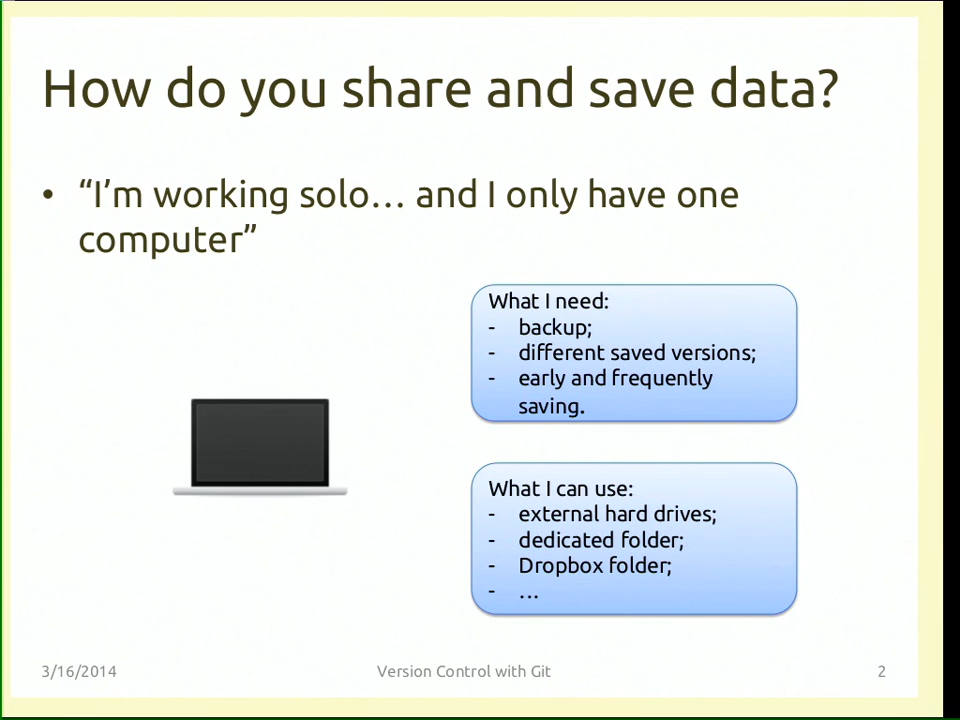 How do you share and save data?
• “I’m working solo… and I only have one
computer”
What I need:
- backup;
- different saved versions;
- early and frequently
saving.
What I can use:
- external hard drives;
- dedicated folder;
- Dropbox folder;
- …
3/16/2014
Version Control with Git
2